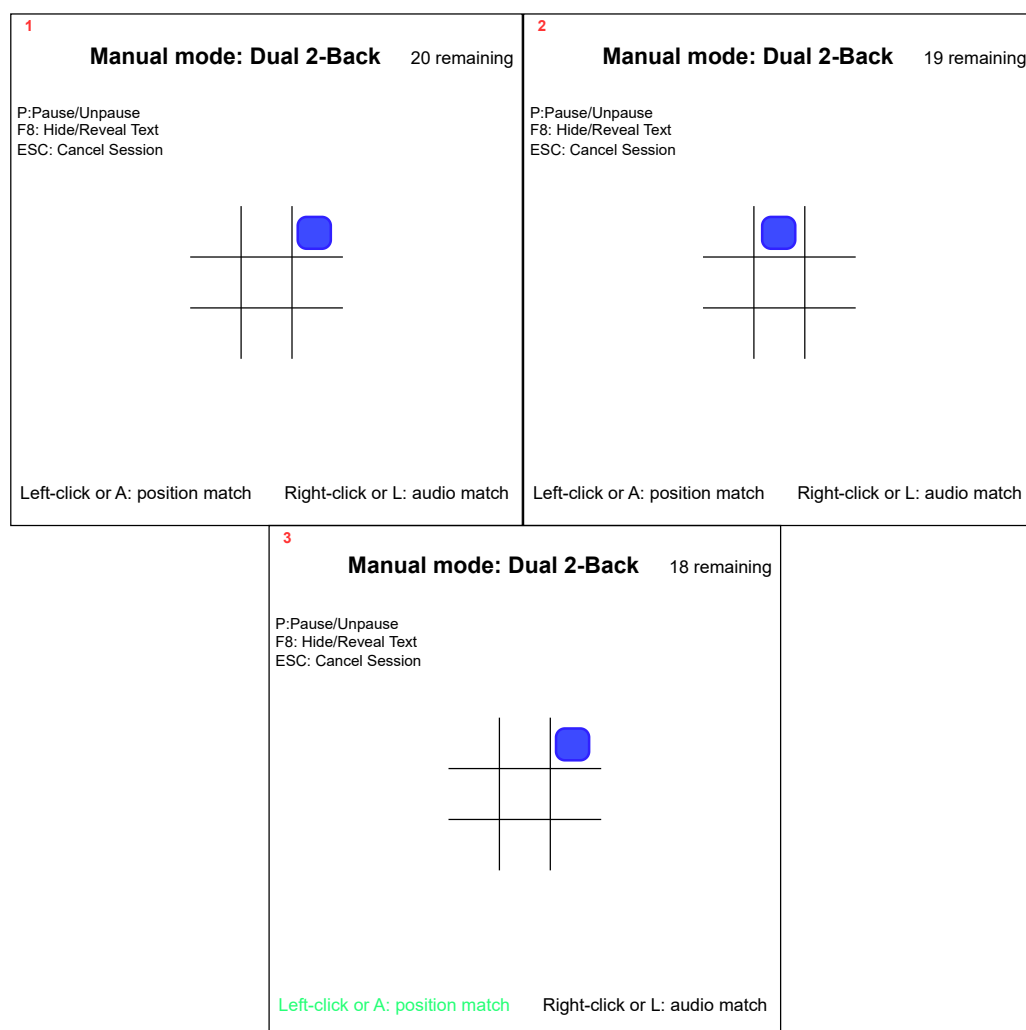 1
Manual mode: Dual 2-Back 20 remaining
P:Pause/Unpause
F8: Hide/Reveal Text
ESC: Cancel Session
Left-click or A: position match Right-click or L: audio match
2
Manual mode: Dual 2-Back 19 remaining
P:Pause/Unpause
F8: Hide/Reveal Text
ESC: Cancel Session
Left-click or A: position match Right-click or L: audio match
3
Manual mode: Dual 2-Back 18 remaining
P:Pause/Unpause
F8: Hide/Reveal Text
ESC: Cancel Session
Left-click or A: position match Right-click or L: audio match